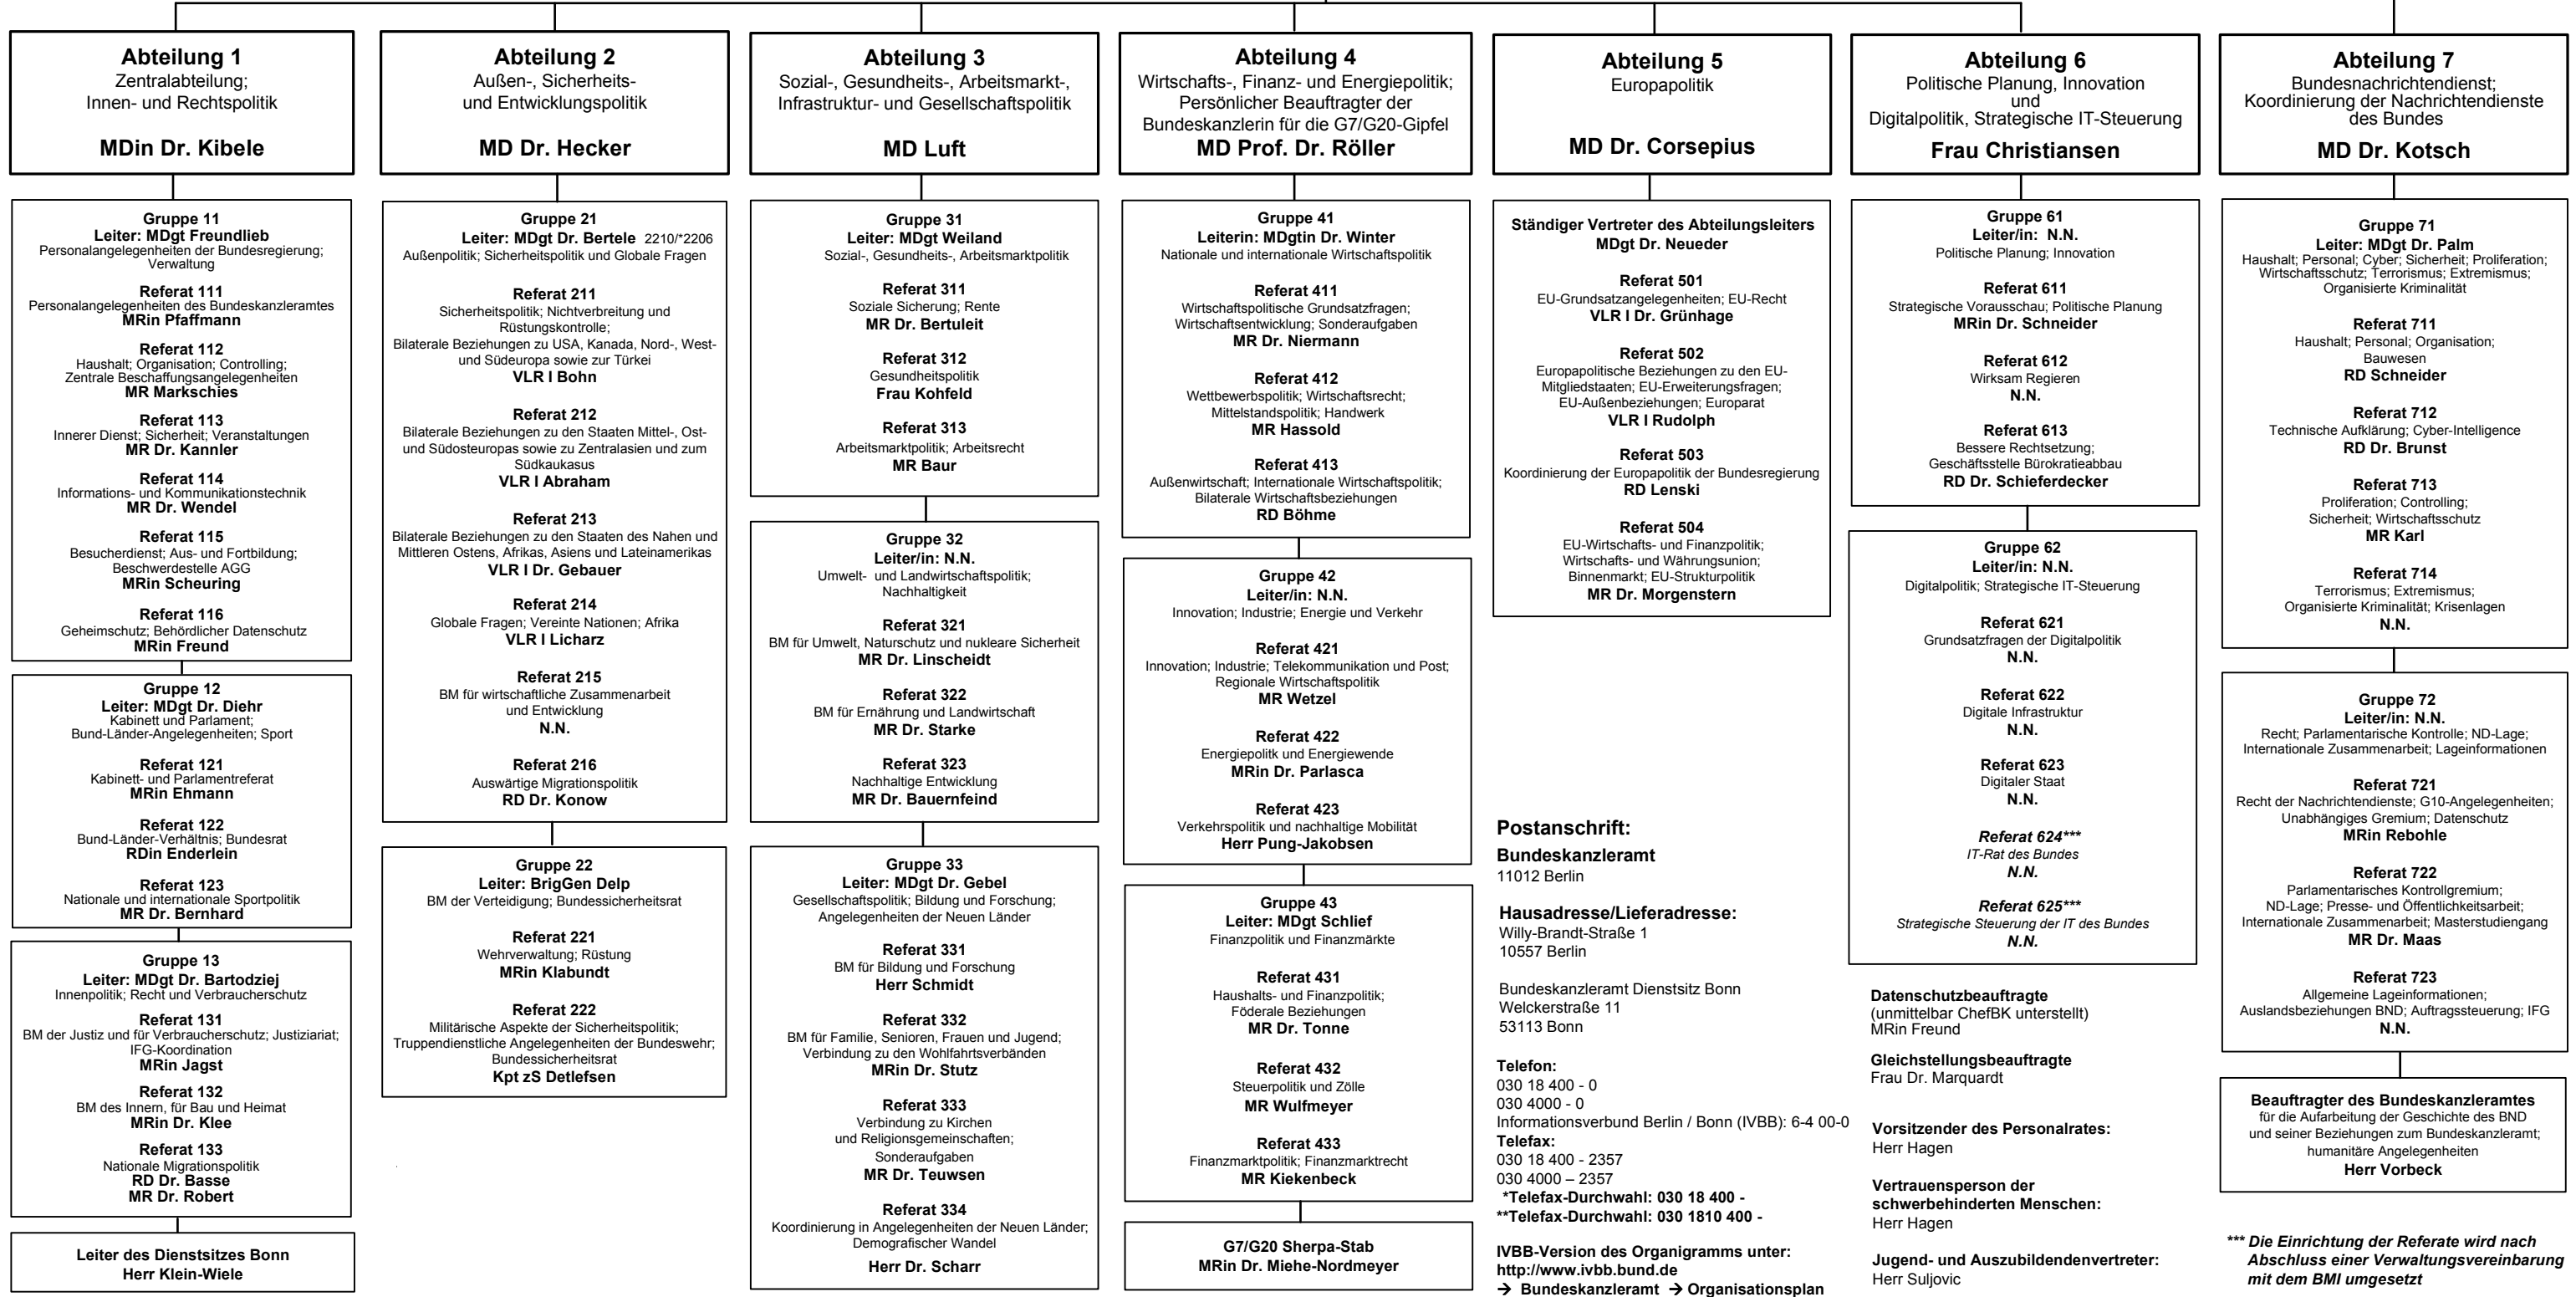 Abteilung 1
Zentralabteilung;
Innen- und Rechtspolitik
MDin Dr. Kibele
Gruppe 11
Leiter: MDgt Freundlieb
Personalangelegenheiten der Bundesregierung;
Verwaltung
Referat 111
Personalangelegenheiten des Bundeskanzleramtes
MRin Pfaffmann
Referat 112
Haushalt; Organisation; Controlling;
Zentrale Beschaffungsangelegenheiten
MR Markschies
Referat 113
Innerer Dienst; Sicherheit; Veranstaltungen
MR Dr. Kannler
Referat 114
Informations- und Kommunikationstechnik
MR Dr. Wendel
Referat 115
Besucherdienst; Aus- und Fortbildung;
Beschwerdestelle AGG
MRin Scheuring
Referat 116
Geheimschutz; Behördlicher Datenschutz
MRin Freund
Gruppe 12
Leiter: MDgt Dr. Diehr
Kabinett und Parlament;
Bund-Länder-Angelegenheiten; Sport
Referat 121
Kabinett- und Parlamentreferat
MRin Ehmann
Referat 122
Bund-Länder-Verhältnis; Bundesrat
RDin Enderlein
Referat 123
Nationale und internationale Sportpolitik
MR Dr. Bernhard
Gruppe 13
Leiter: MDgt Dr. Bartodziej
Innenpolitik; Recht und Verbraucherschutz
Referat 131
BM der Justiz und für Verbraucherschutz; Justiziariat;
IFG-Koordination
MRin Jagst
Referat 132
BM des Innern, für Bau und Heimat
MRin Dr. Klee
Referat 133
Nationale Migrationspolitik
RD Dr. Basse
MR Dr. Robert
Leiter des Dienstsitzes Bonn
Herr Klein-Wiele
Abteilung 2
Außen-, Sicherheits-
und Entwicklungspolitik
MD Dr. Hecker
Gruppe 21
Leiter: MDgt Dr. Bertele 2210/*2206
Außenpolitik; Sicherheitspolitik und Globale Fragen
Referat 211
Sicherheitspolitik; Nichtverbreitung und
Rüstungskontrolle;
Bilaterale Beziehungen zu USA, Kanada, Nord-, West-
und Südeuropa sowie zur Türkei
VLR I Bohn
Referat 212
Bilaterale Beziehungen zu den Staaten Mittel-, Ost-
und Südosteuropas sowie zu Zentralasien und zum
Südkaukasus
VLR I Abraham
Referat 213
Bilaterale Beziehungen zu den Staaten des Nahen und
Mittleren Ostens, Afrikas, Asiens und Lateinamerikas
VLR I Dr. Gebauer
Referat 214
Globale Fragen; Vereinte Nationen; Afrika
VLR I Licharz
Referat 215
BM für wirtschaftliche Zusammenarbeit
und Entwicklung
N.N.
Referat 216
Auswärtige Migrationspolitik
RD Dr. Konow
Gruppe 22
Leiter: BrigGen Delp
BM der Verteidigung; Bundessicherheitsrat
Referat 221
Wehrverwaltung; Rüstung
MRin Klabundt
Referat 222
Militärische Aspekte der Sicherheitspolitik;
Truppendienstliche Angelegenheiten der Bundeswehr;
Bundessicherheitsrat
Kpt zS Detlefsen
Abteilung 3
Sozial-, Gesundheits-, Arbeitsmarkt-,
Infrastruktur- und Gesellschaftspolitik
MD Luft
Gruppe 31
Leiter: MDgt Weiland
Sozial-, Gesundheits-, Arbeitsmarktpolitik
Referat 311
Soziale Sicherung; Rente
MR Dr. Bertuleit
Referat 312
Gesundheitspolitik
Frau Kohfeld
Referat 313
Arbeitsmarktpolitik; Arbeitsrecht
MR Baur
Gruppe 32
Leiter/in: N.N.
Umwelt- und Landwirtschaftspolitik;
Nachhaltigkeit
Referat 321
BM für Umwelt, Naturschutz und nukleare Sicherheit
MR Dr. Linscheidt
Referat 322
BM für Ernährung und Landwirtschaft
MR Dr. Starke
Referat 323
Nachhaltige Entwicklung
MR Dr. Bauernfeind
Gruppe 33
Leiter: MDgt Dr. Gebel
Gesellschaftspolitik; Bildung und Forschung;
Angelegenheiten der Neuen Länder
Referat 331
BM für Bildung und Forschung
Herr Schmidt
Referat 332
BM für Familie, Senioren, Frauen und Jugend;
Verbindung zu den Wohlfahrtsverbänden
MRin Dr. Stutz
Referat 333
Verbindung zu Kirchen
und Religionsgemeinschaften;
Sonderaufgaben
MR Dr. Teuwsen
Referat 334
Koordinierung in Angelegenheiten der Neuen Länder;
Demografischer Wandel
Herr Dr. Scharr
Abteilung 4
Wirtschafts-, Finanz- und Energiepolitik;
Persönlicher Beauftragter der
Bundeskanzlerin für die G7/G20-Gipfel
MD Prof. Dr. Röller
Gruppe 41
Leiterin: MDgtin Dr. Winter
Nationale und internationale Wirtschaftspolitik
Referat 411
Wirtschaftspolitische Grundsatzfragen;
Wirtschaftsentwicklung; Sonderaufgaben
MR Dr. Niermann
Referat 412
Wettbewerbspolitik; Wirtschaftsrecht;
Mittelstandspolitik; Handwerk
MR Hassold
Referat 413
Außenwirtschaft; Internationale Wirtschaftspolitik;
Bilaterale Wirtschaftsbeziehungen
RD Böhme
Gruppe 42
Leiter/in: N.N.
Innovation; Industrie; Energie und Verkehr
Referat 421
Innovation; Industrie; Telekommunikation und Post;
Regionale Wirtschaftspolitik
MR Wetzel
Referat 422
Energiepolitk und Energiewende
MRin Dr. Parlasca
Referat 423
Verkehrspolitik und nachhaltige Mobilität
Herr Pung-Jakobsen
Gruppe 43
Leiter: MDgt Schlief
Finanzpolitik und Finanzmärkte
Referat 431
Haushalts- und Finanzpolitik;
Föderale Beziehungen
MR Dr. Tonne
Referat 432
Steuerpolitik und Zölle
MR Wulfmeyer
Referat 433
Finanzmarktpolitik; Finanzmarktrecht
MR Kiekenbeck
G7/G20 Sherpa-Stab
MRin Dr. Miehe-Nordmeyer
Abteilung 5
Europapolitik
MD Dr. Corsepius
Ständiger Vertreter des Abteilungsleiters
MDgt Dr. Neueder
Referat 501
EU-Grundsatzangelegenheiten; EU-Recht
VLR I Dr. Grünhage
Referat 502
Europapolitische Beziehungen zu den EU-
Mitgliedstaaten; EU-Erweiterungsfragen;
EU-Außenbeziehungen; Europarat
VLR I Rudolph
Referat 503
Koordinierung der Europapolitik der Bundesregierung
RD Lenski
Referat 504
EU-Wirtschafts- und Finanzpolitik;
Wirtschafts- und Währungsunion;
Binnenmarkt; EU-Strukturpolitik
MR Dr. Morgenstern
Postanschrift:
Bundeskanzleramt
11012 Berlin
Hausadresse/Lieferadresse:
Willy-Brandt-Straße 1
10557 Berlin
Bundeskanzleramt Dienstsitz Bonn
Welckerstraße 11
53113 Bonn
Telefon:
030 18 400 - 0
030 4000 - 0
Informationsverbund Berlin / Bonn (IVBB): 6-4 00-0
Telefax:
030 18 400 - 2357
030 4000 – 2357
*Telefax-Durchwahl: 030 18 400 -
**Telefax-Durchwahl: 030 1810 400 -
IVBB-Version des Organigramms unter:
http://www.ivbb.bund.de
→ Bundeskanzleramt → Organisationsplan
Abteilung 6
Politische Planung, Innovation
und
Digitalpolitik, Strategische IT-Steuerung
Frau Christiansen
Gruppe 61
Leiter/in: N.N.
Politische Planung; Innovation
Referat 611
Strategische Vorausschau; Politische Planung
MRin Dr. Schneider
Referat 612
Wirksam Regieren
N.N.
Referat 613
Bessere Rechtsetzung;
Geschäftsstelle Bürokratieabbau
RD Dr. Schieferdecker
Gruppe 62
Leiter/in: N.N.
Digitalpolitik; Strategische IT-Steuerung
Referat 621
Grundsatzfragen der Digitalpolitik
N.N.
Referat 622
Digitale Infrastruktur
N.N.
Referat 623
Digitaler Staat
N.N.
Referat 624***
IT-Rat des Bundes
N.N.
Referat 625***
Strategische Steuerung der IT des Bundes
N.N.
Datenschutzbeauftragte
(unmittelbar ChefBK unterstellt)
MRin Freund
Gleichstellungsbeauftragte
Frau Dr. Marquardt
Vorsitzender des Personalrates:
Herr Hagen
Vertrauensperson der
schwerbehinderten Menschen:
Herr Hagen
Jugend- und Auszubildendenvertreter:
Herr Suljovic
Abteilung 7
Bundesnachrichtendienst;
Koordinierung der Nachrichtendienste
des Bundes
MD Dr. Kotsch
Gruppe 71
Leiter: MDgt Dr. Palm
Haushalt; Personal; Cyber; Sicherheit; Proliferation;
Wirtschaftsschutz; Terrorismus; Extremismus;
Organisierte Kriminalität
Referat 711
Haushalt; Personal; Organisation;
Bauwesen
RD Schneider
Referat 712
Technische Aufklärung; Cyber-Intelligence
RD Dr. Brunst
Referat 713
Proliferation; Controlling;
Sicherheit; Wirtschaftsschutz
MR Karl
Referat 714
Terrorismus; Extremismus;
Organisierte Kriminalität; Krisenlagen
N.N.
Gruppe 72
Leiter/in: N.N.
Recht; Parlamentarische Kontrolle; ND-Lage;
Internationale Zusammenarbeit; Lageinformationen
Referat 721
Recht der Nachrichtendienste; G10-Angelegenheiten;
Unabhängiges Gremium; Datenschutz
MRin Rebohle
Referat 722
Parlamentarisches Kontrollgremium;
ND-Lage; Presse- und Öffentlichkeitsarbeit;
Internationale Zusammenarbeit; Masterstudiengang
MR Dr. Maas
Referat 723
Allgemeine Lageinformationen;
Auslandsbeziehungen BND; Auftragssteuerung; IFG
N.N.
Beauftragter des Bundeskanzleramtes
für die Aufarbeitung der Geschichte des BND
und seiner Beziehungen zum Bundeskanzleramt;
humanitäre Angelegenheiten
Herr Vorbeck
*** Die Einrichtung der Referate wird nach
Abschluss einer Verwaltungsvereinbarung
mit dem BMI umgesetzt